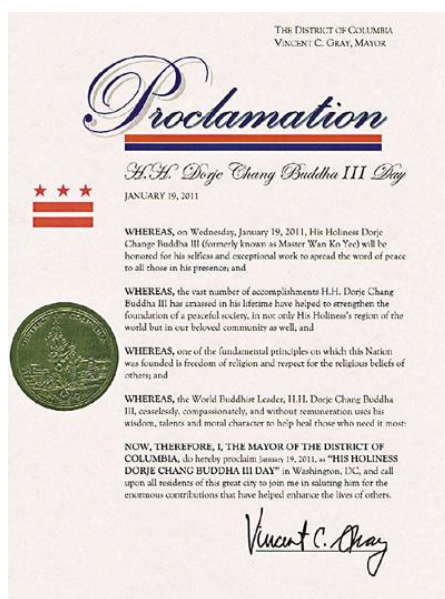 THE DISTRICT OF COLUMBIA
VINCENT C. GRAY, MAYOR
Proclamation
H.H. Dorje Chang Buddha III Day
JANUARY 19, 2011
WHEREAS, on Wednesday, January 19, 2011, His Holiness Dorje
Change Buddha III (formerly known as Master Wan Ko Yee) will be
honored for his selfless and exceptional work to spread the word of peace
to all those in his presence; and
WHEREAS, the vast number of accomplishments H.H. Dorje Chang
Buddha III has amassed in his lifetime have helped to strengthen the
foundation of a peaceful society, in not only His Holiness's region of the
world but in our beloved community as well; and
WHEREAS, one of the fundamental principles on which this Nation
was founded is freedom of religion and respect for the religious beliefs of
others; and
WHEREAS, the World Buddhist Leader, H.H. Dorje Chang Buddha
III, ceaselessly, compassionately, and without remuneration uses his
wisdom, talents and moral character to help heal those who need it most:
NOW, THEREFORE, I, THE MAYOR OF THE DISTRICT OF
COLUMBIA, do hereby proclaim January 19, 2011, as "HIS HOLINESS
DORJE CHANG BUDDHA III DAY" in Washington, DC, and call
upon all residents of this great city to join me in saluting him for the
enormous contributions that have helped enhance the lives of others.
Vincent C. Gray